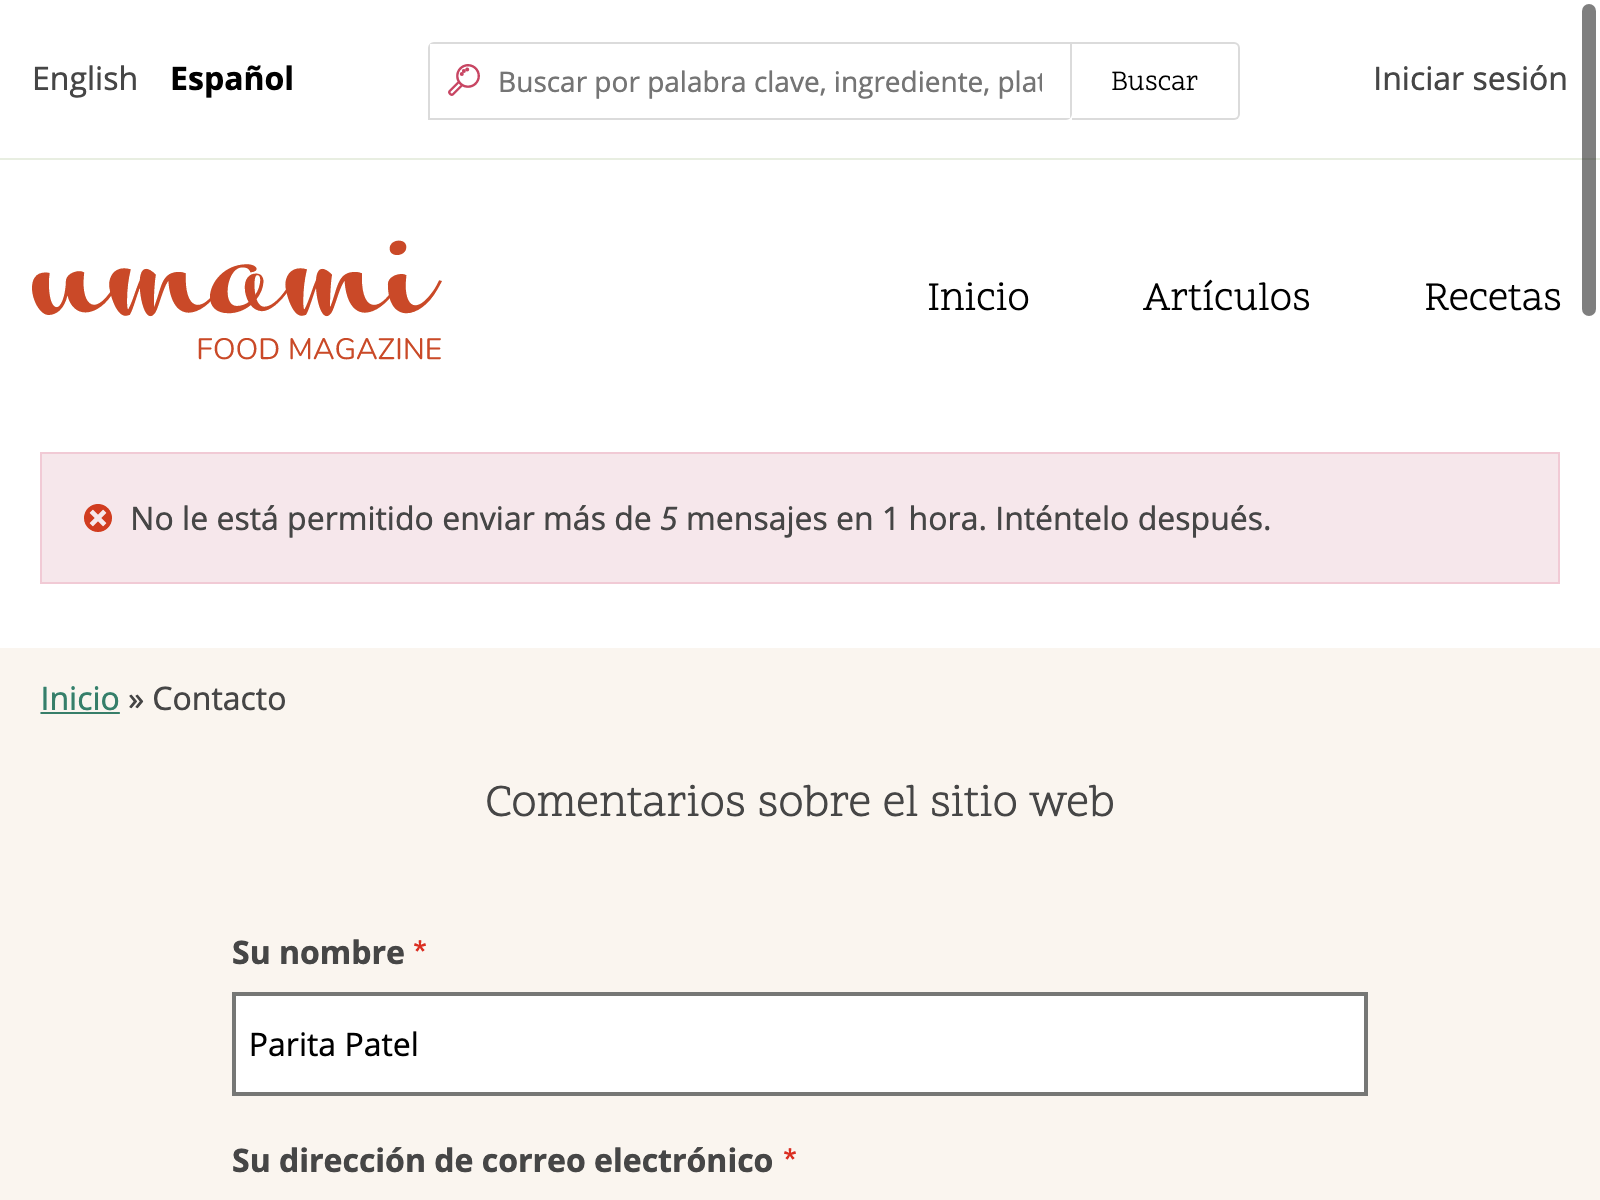 English Español
Buscar por palabra clave, ingrediente, plat
Buscar
Iniciar sesión
umami
FOOD MAGAZINE
Inicio Artículos Recetas
No le está permitido enviar más de 5 mensajes en 1 hora. Inténtelo después.
Inicio » Contacto
Comentarios sobre el sitio web
Su nombre *
Parita Patel
Su dirección de correo electrónico *